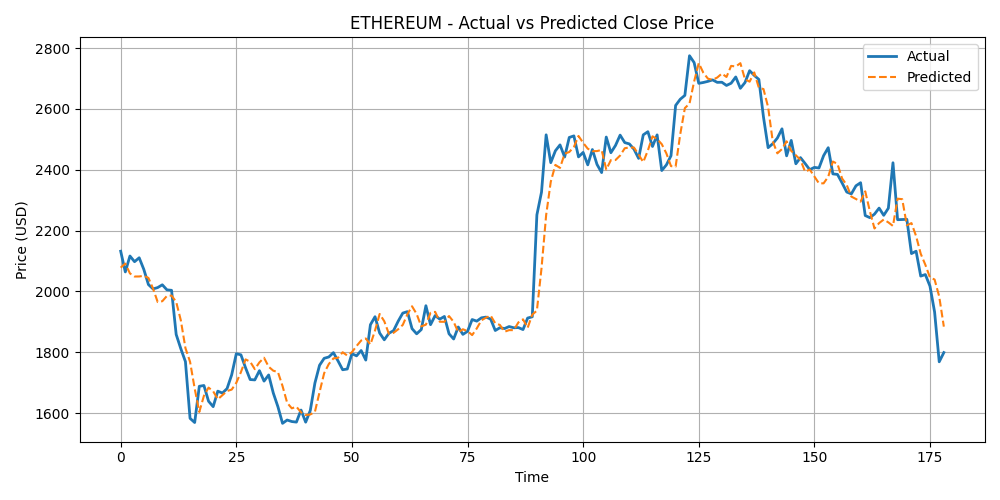 ETHEREUM - Actual vs Predicted Close Price
Actual
Predicted
Price (USD)
2800
2600
2400
2200
2000
1800
1600
0 25 50 75 100 125 150 175
Time